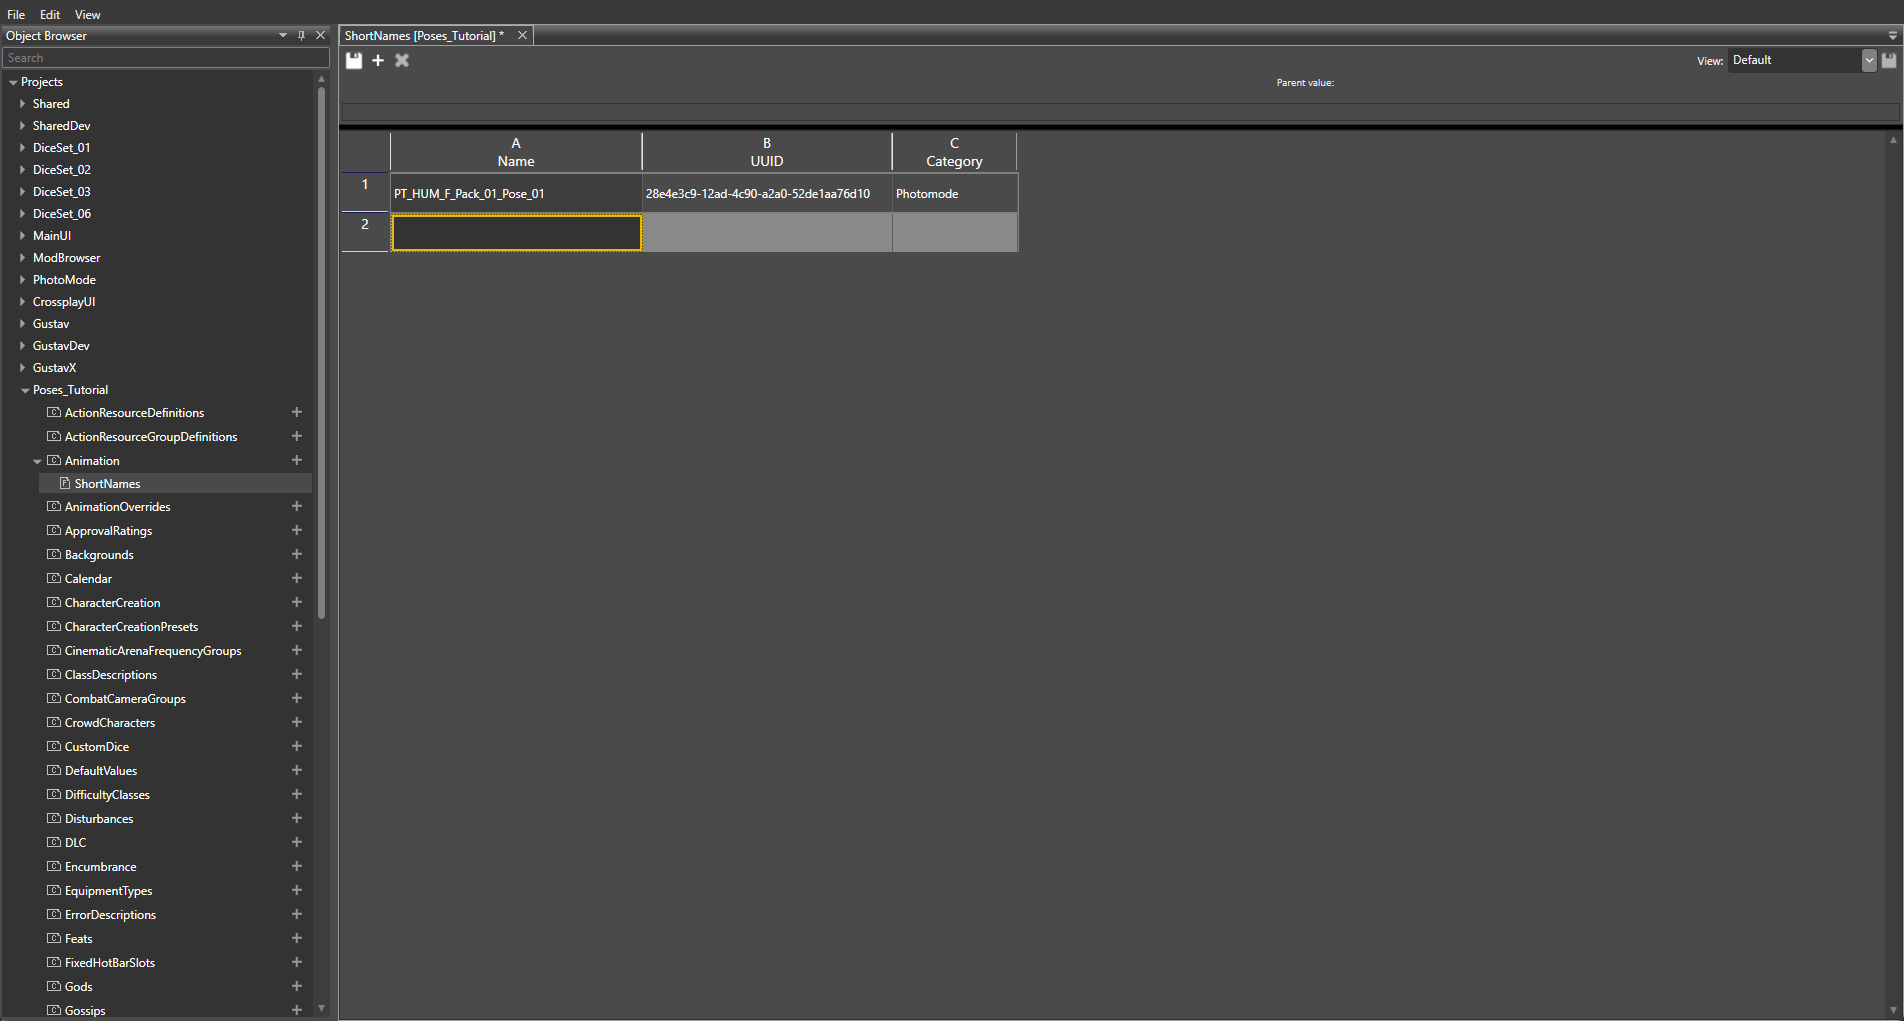 File Edit View
Object Browser
Search
Projects
Shared
SharedDev
DiceSet_01
DiceSet_02
DiceSet_03
DiceSet_06
MainUI
ModBrowser
PhotoMode
CrossplayUI
Gustav
GustavDev
GustavX
Poses_Tutorial
ActionResourceDefinitions
ActionResourceGroupDefinitions
Animation
ShortNames
AnimationOverrides
ApprovalRatings
Backgrounds
Calendar
CharacterCreation
CharacterCreationPresets
CinematicArenaFrequencyGroups
ClassDescriptions
CombatCameraGroups
CrowdCharacters
CustomDice
DefaultValues
DifficultyClasses
Disturbances
DLC
Encumbrance
EquipmentTypes
ErrorDescriptions
Feats
FixedHotBarSlots
Gods
Gossips
ShortNames [Poses_Tutorial] *
View: Default
Parent value:
A B C
Name UUID Category
1 PT_HUM_F_Pack_01_Pose_01 28e4e3c9-12ad-4c90-a2a0-52de1aa76d10 Photomode
2